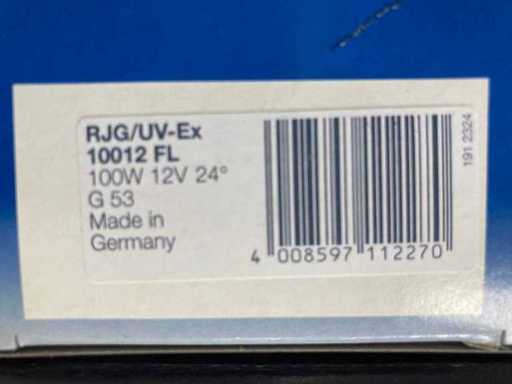 RJG/UV-Ex
10012 FL
100W 12V 24°
G 53
Made in
Germany
4 008597 112270
191 2324